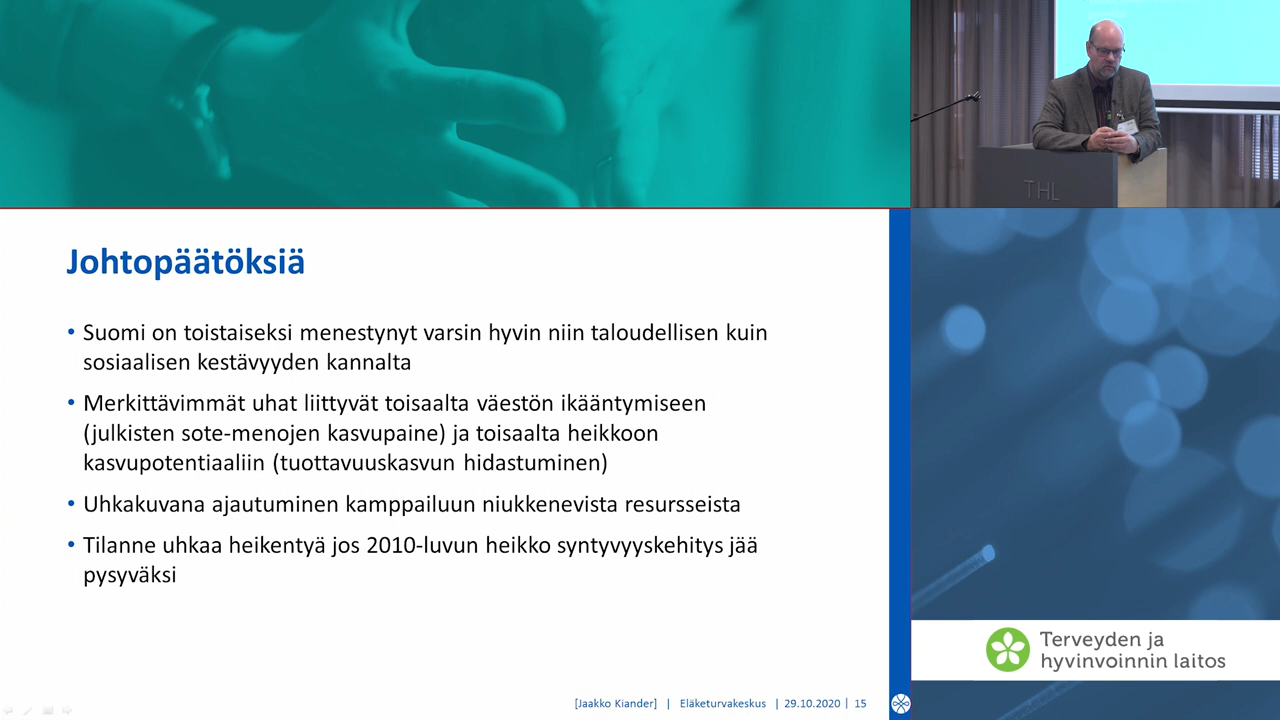 THL
Johtopäätöksiä
• Suomi on toistaiseksi menestynyt varsin hyvin niin taloudellisen kuin
sosiaalisen kestävyyden kannalta
• Merkittävimmät uhat liittyvät toisaalta väestön ikääntymiseen
(julkisten sote-menojen kasvupaine) ja toisaalta heikkoon
kasvupotentiaaliin (tuottavuuskasvun hidastuminen)
• Uhkakuvana ajautuminen kamppailuun niukkenevista resursseista
• Tilanne uhkaa heikentyä jos 2010-luvun heikko syntyvyyskehitys jää
pysyväksi
Terveyden ja
hyvinvoinnin laitos
[Jaakko Kiander] | Eläketurvakeskus | 29.10.2020 | 15